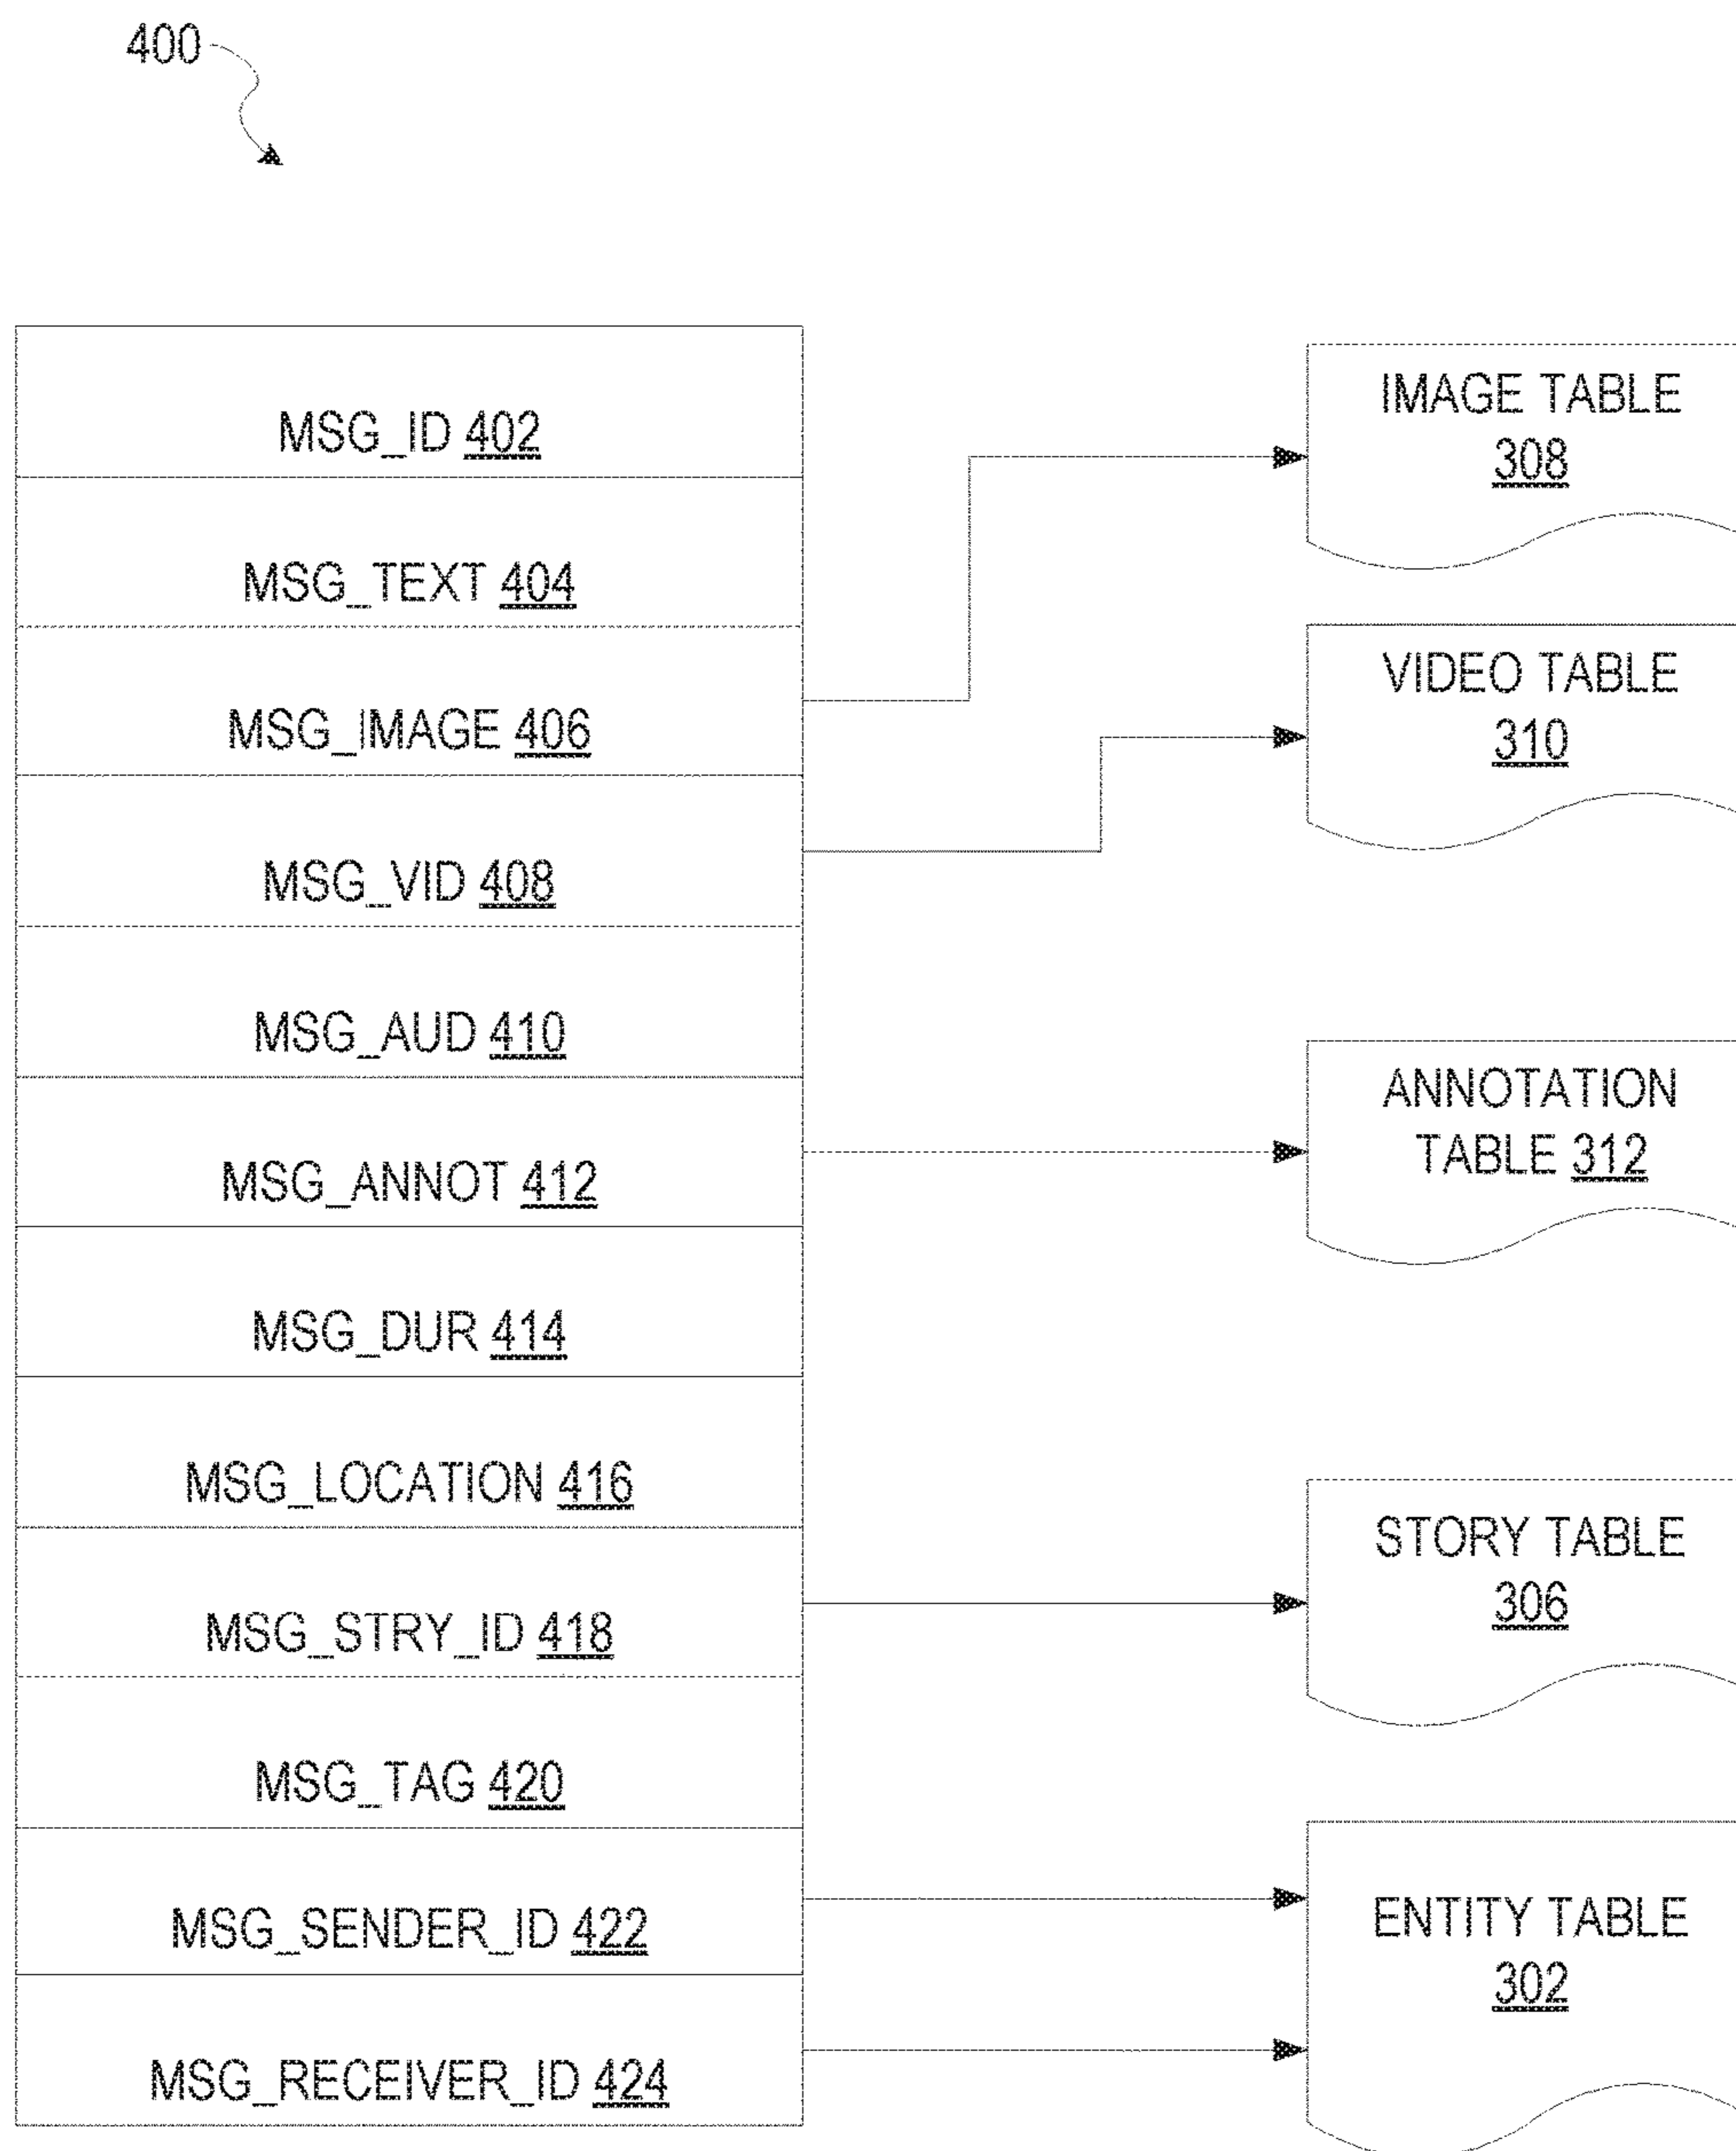 400
MSG_ID 402
MSG_TEXT 404
MSG_IMAGE 406
MSG_VID 408
MSG_AUD 410
MSG_ANNOT 412
MSG_DUR 414
MSG_LOCATION 416
MSG_STRY_ID 418
MSG_TAG 420
MSG_SENDER_ID 422
MSG_RECEIVER_ID 424
IMAGE TABLE
308
VIDEO TABLE
310
ANNOTATION
TABLE 312
STORY TABLE
306
ENTITY TABLE
302